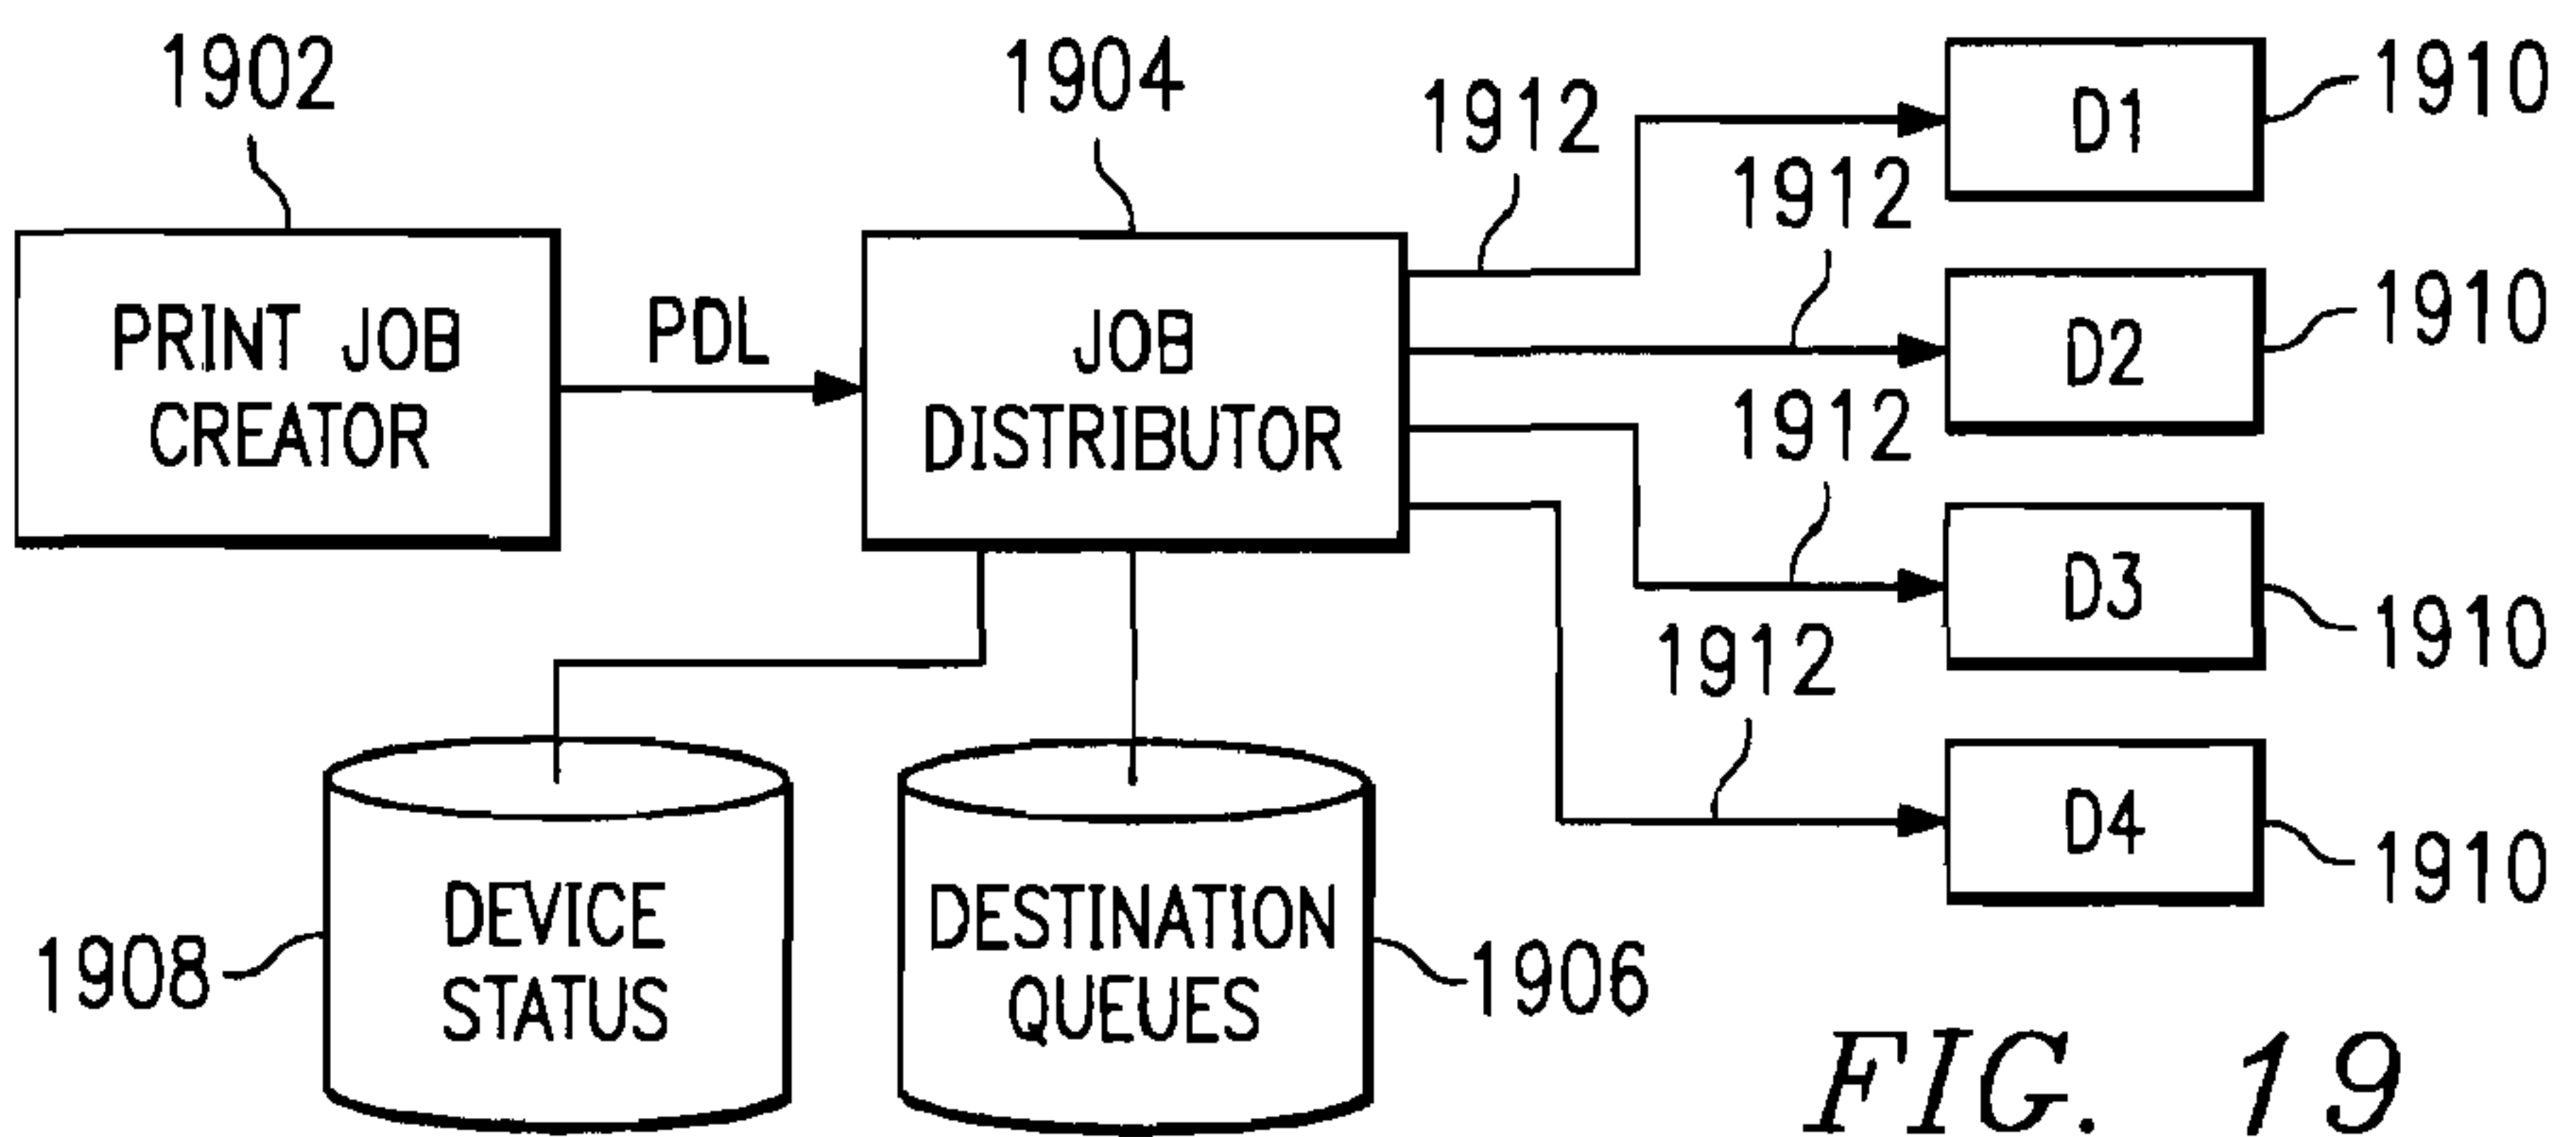 1902
1904
1912
D1
1910
1912
PRINT JOB
CREATOR
PDL
JOB
DISTRIBUTOR
D2
1910
1912
D3
1910
1912
D4
1910
1908
DEVICE
STATUS
DESTINATION
QUEUES
1906
FIG. 19